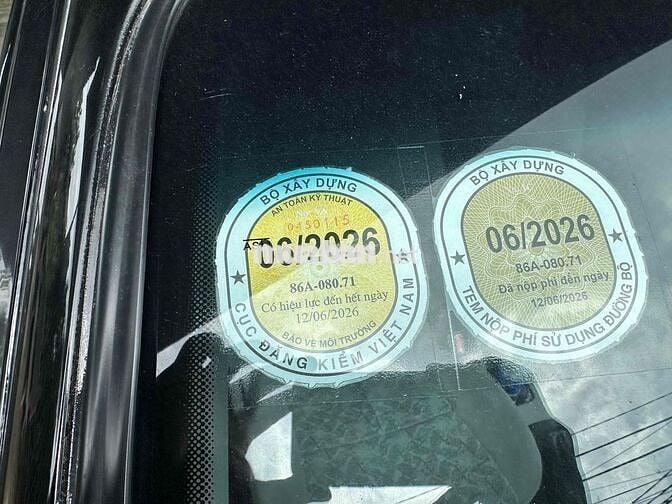 BỘ XÂY DỰNG
AN TOÀN KỸ THUẬT
06/2026
86A-080.71
Có hiệu lực đến hết ngày
12/06/2026
BẢO VỆ MÔI TRƯỜNG
CỤC ĐĂNG KIỂM VIỆT NAM
BỘ XÂY DỰNG
06/2026
86A-080.71
Đã nộp phí đến ngày
12/06/2026
TEM NỘP PHÍ SỬ DỤNG ĐƯỜNG BỘ